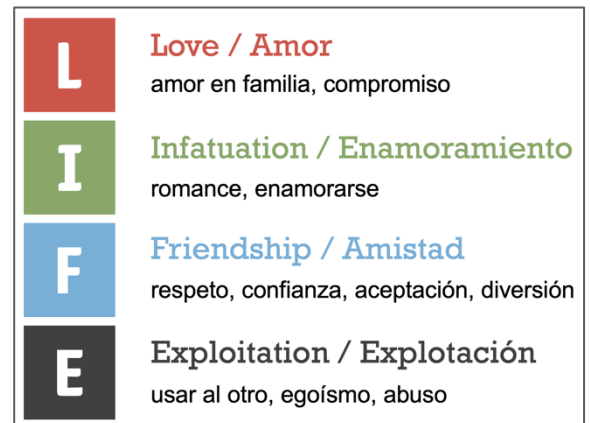 L
Love / Amor
amor en familia, compromiso
I
Infatuation / Enamoramiento
romance, enamorarse
F
Friendship / Amistad
respeto, confianza, aceptación, diversión
E
Exploitation / Explotación
usar al otro, egoísmo, abuso